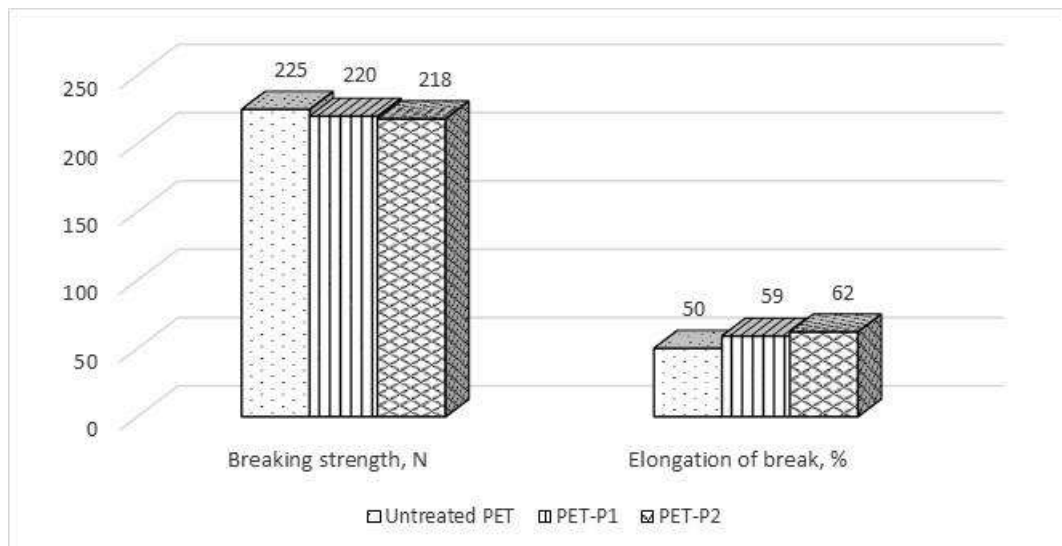 225 220 218
250
200
150
100
50
0
50 59 62
Breaking strength, N
Elongation of break, %
Untreated PET PET-P1 PET-P2